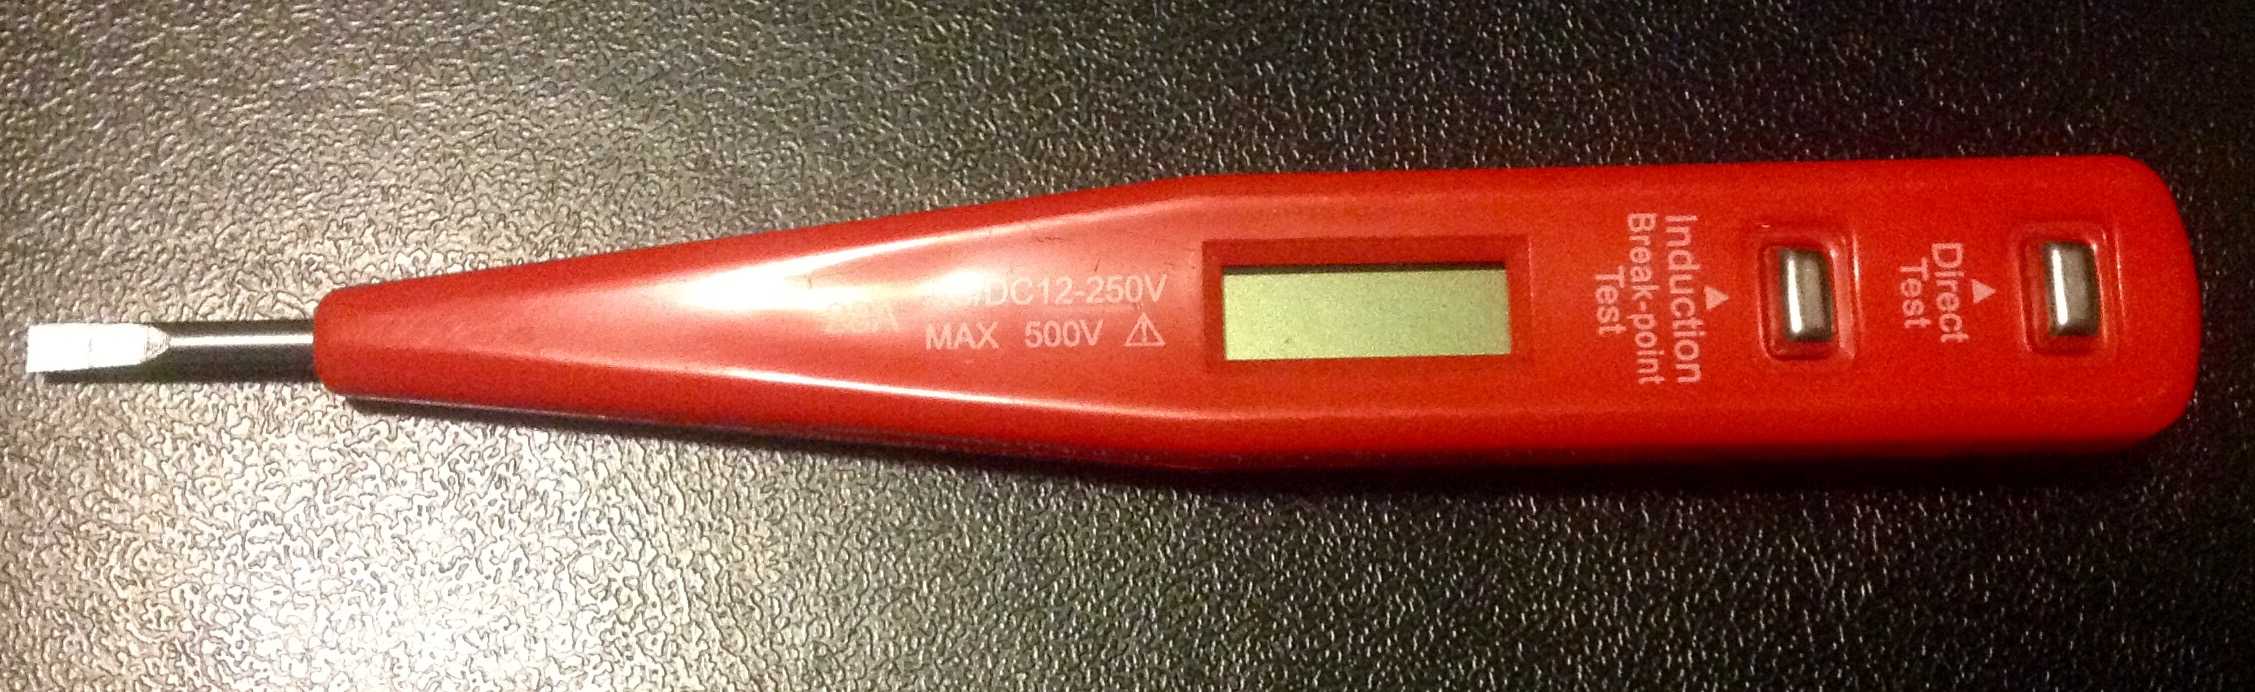 /DC12-250V
MAX 500V
Induction
Break-point
Test
Direct
Test